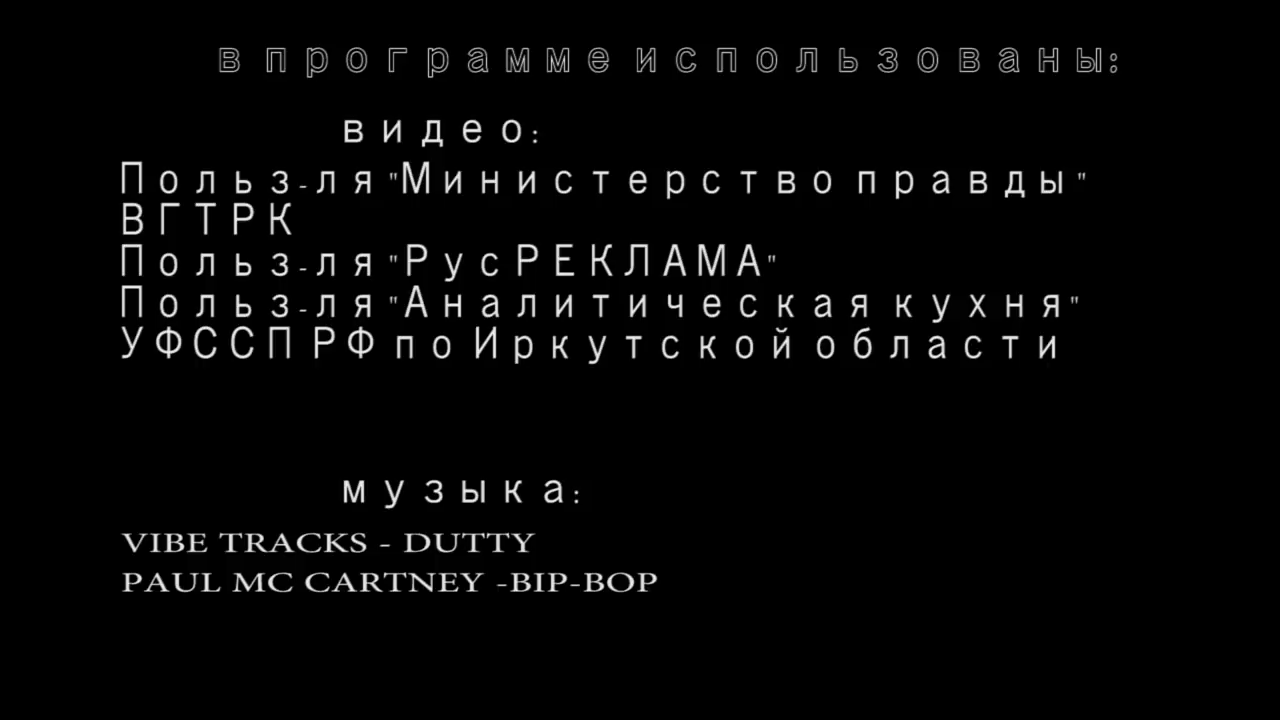 в программе использованы:
видео:
Польз-ля "Министерство правды"
ВГТРК
Польз-ля "РусРЕКЛАМА"
Польз-ля "Аналитическая кухня"
УФССП РФ по Иркутской области
музыка:
VIBE TRACKS - DUTTY
PAUL MC CARTNEY -BIP-BOP